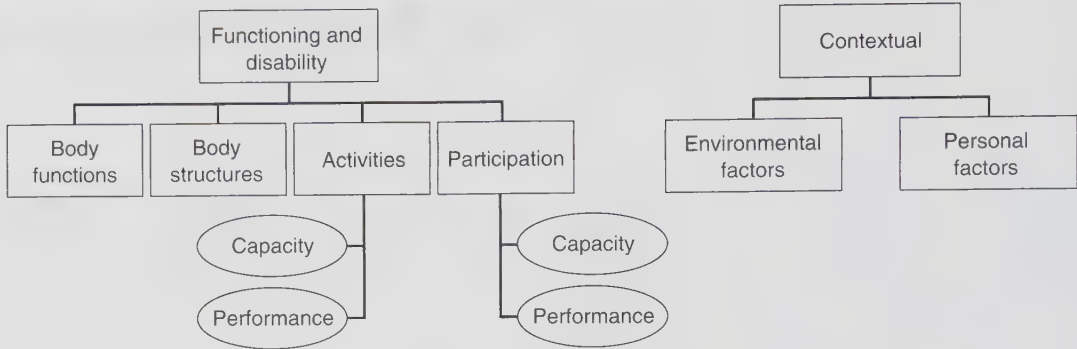 Functioning and
disability
Contextual
Body
functions
Body
structures
Activities
Participation
Environmental
factors
Personal
factors
Capacity
Performance
Capacity
Performance